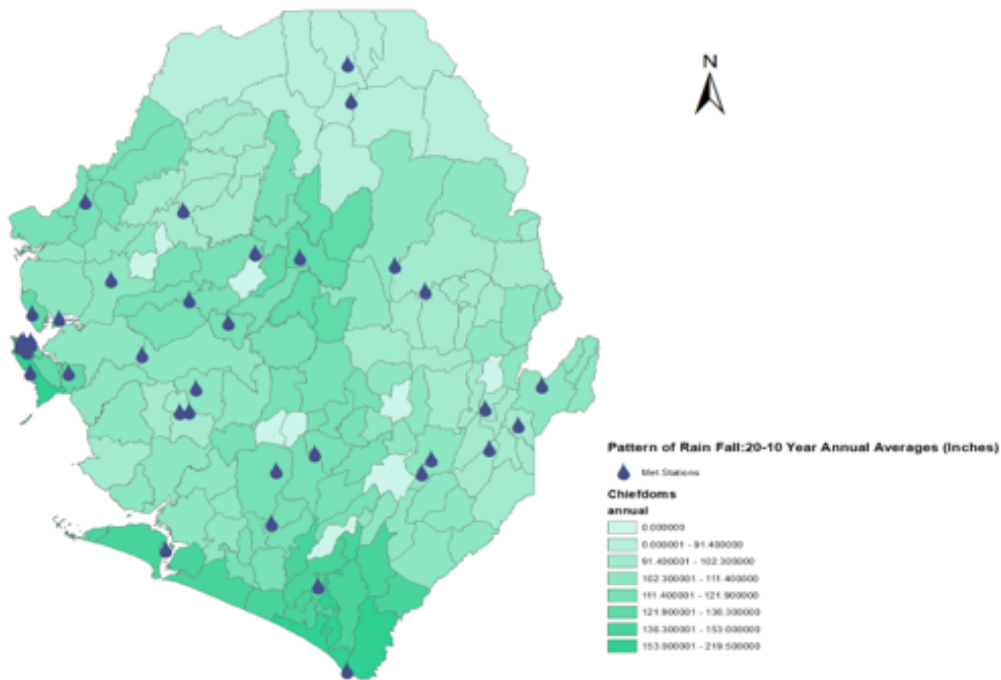 N
Pattern of Rain Fall:20-10 Year Annual Averages (Inches)
Met Stations
Chiefdoms
annual
0.000000
0.000001 - 91.400000
91.400001 - 102.300000
102.300001 - 111.400000
111.400001 - 121.900000
121.900001 - 136.300000
136.300001 - 153.000000
153.000001 - 219.500000